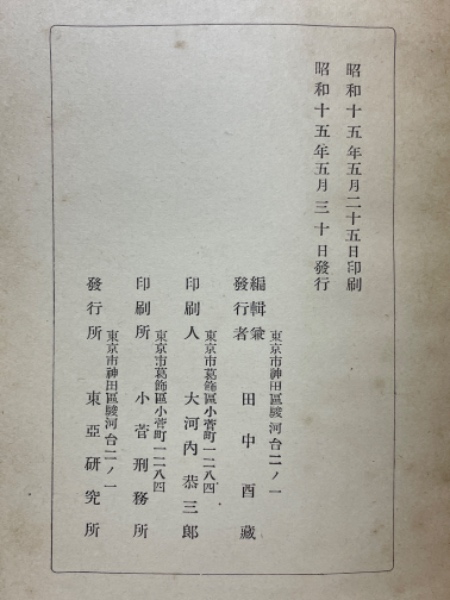 昭和十五年五月二十五日印刷
昭和十五年五月三十日發行
東京市神田區駿河台二ノ一
編輯兼
發行者 田中酉藏
東京市葛飾區小菅町一二八四
印刷人 大河內恭三郎
東京市葛飾區小菅町一二八四
印刷所 小菅刑務所
東京市神田區駿河台二ノ一
發行所 東亞研究所